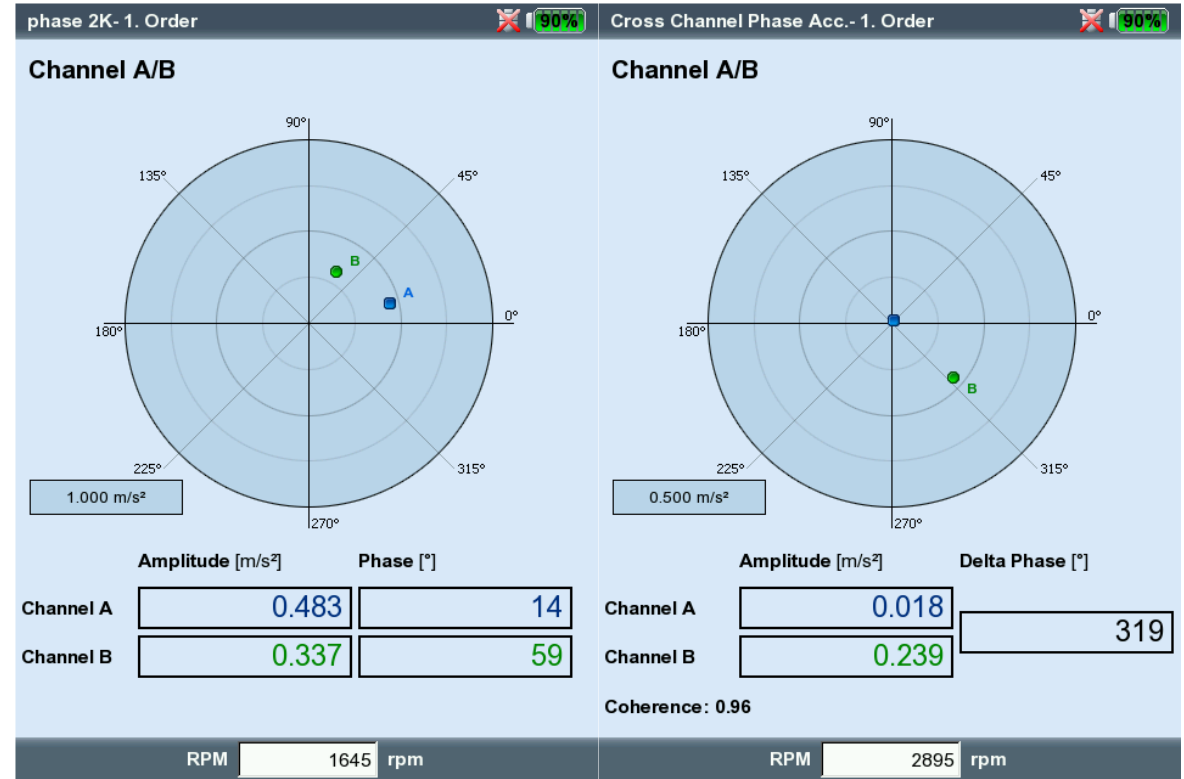 phase 2K- 1. Order
90%
Channel A/B
90°
135°
45°
B
A
0°
180°
225°
315°
1.000 m/s²
270°
Amplitude [m/s²] Phase [°]
Channel A 0.483 14
Channel B 0.337 59
RPM 1645 rpm
Cross Channel Phase Acc.- 1. Order
90%
Channel A/B
90°
135°
45°
0°
180°
B
225°
315°
0.500 m/s²
270°
Amplitude [m/s²] Delta Phase [°]
Channel A 0.018
319
Channel B 0.239
Coherence: 0.96
RPM 2895 rpm